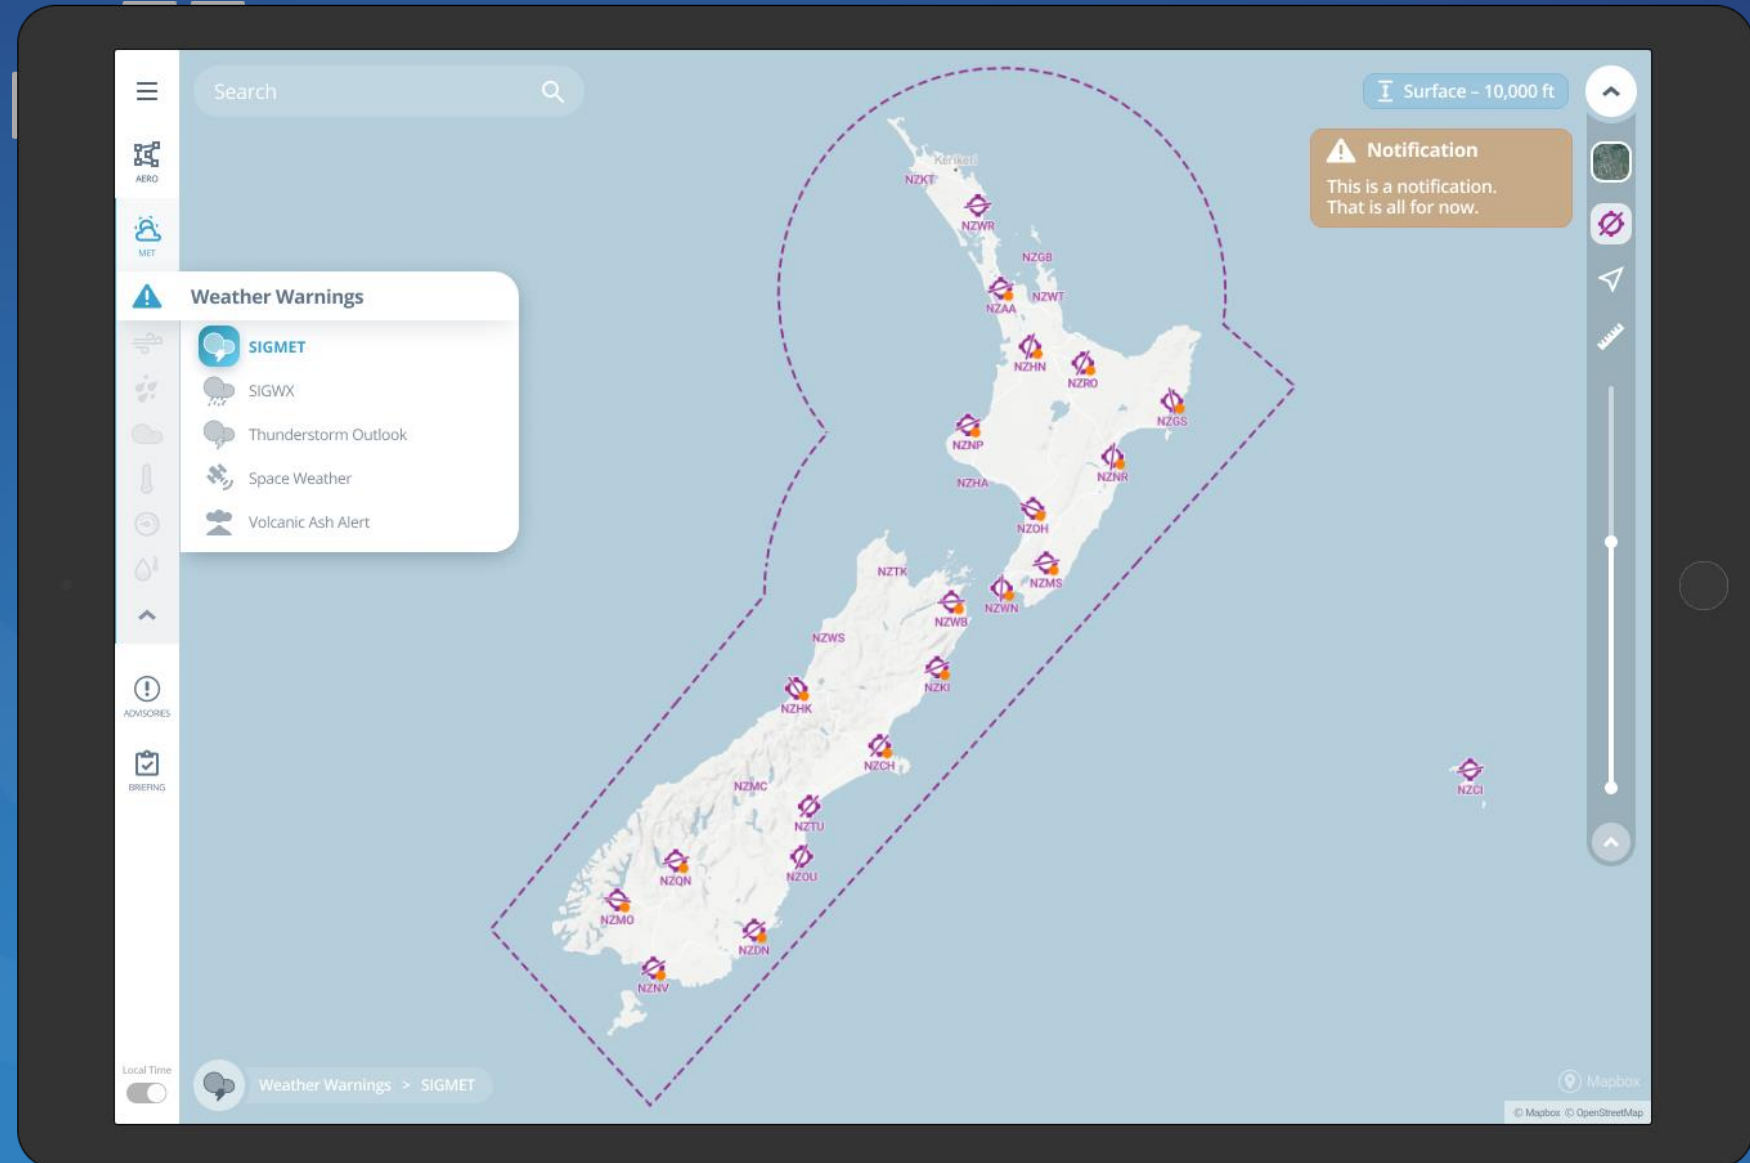 Search
Surface – 10,000 ft
Notification
This is a notification.
That is all for now.
AERO
MET
Weather Warnings
SIGMET
SIGWX
Thunderstorm Outlook
Space Weather
Volcanic Ash Alert
ADVISORIES
BRIEFING
Local Time
Kerikeri
NZKT
NZWR
NZGB
NZWT
NZAA
NZHN
NZRO
NZGS
NZNP
NZNR
NZHA
NZOH
NZTK
NZMS
NZWN
NZWB
NZWS
NZKI
NZHK
NZCH
NZMC
NZCI
NZTU
NZQN
NZOU
NZMO
NZDN
NZNV
Weather Warnings > SIGMET
Mapbox
© Mapbox © OpenStreetMap